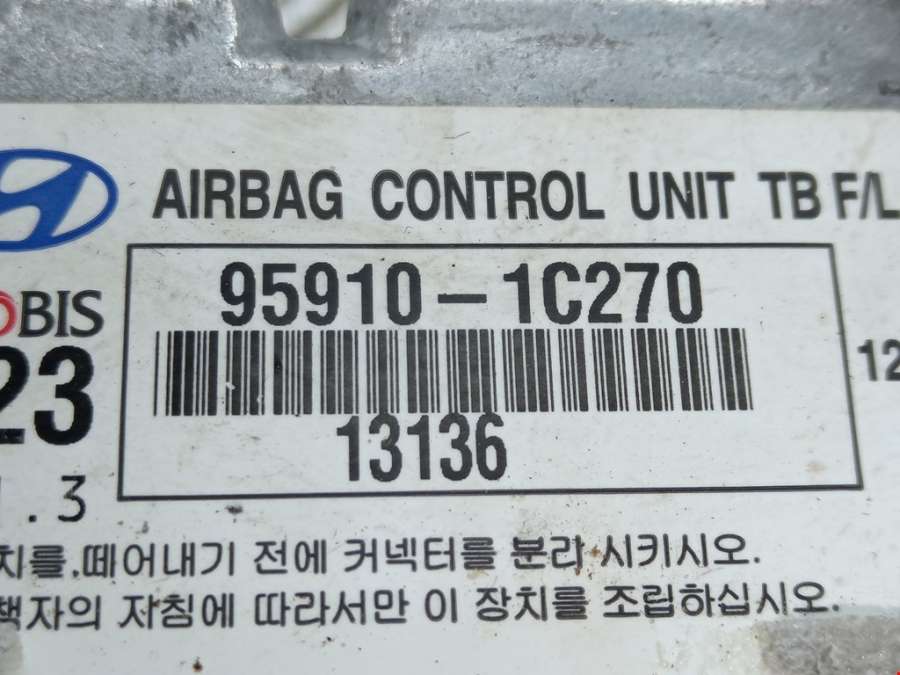 AIRBAG CONTROL UNIT TB F/L
95910-1C270
OBIS
23
12
13136
1.3
치를.떼어내기 전에 커넥터를 분리 시키시오.
책자의 지침에 따라서만 이 장치를 조립하십시오.